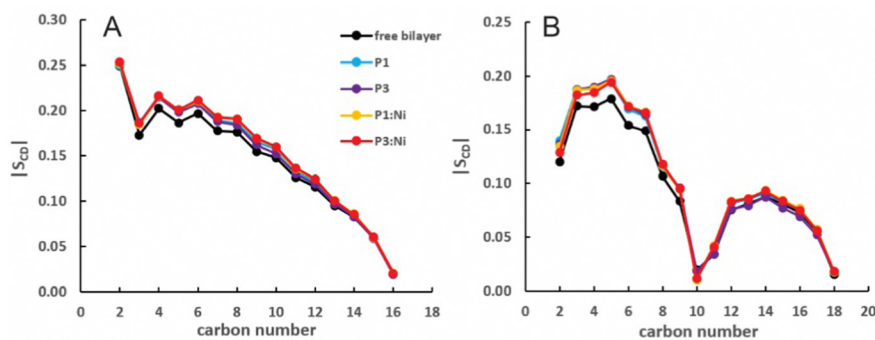 A
0.30
0.25
0.20
0.15
0.10
0.05
0.00
|SCD|
0 2 4 6 8 10 12 14 16 18
carbon number
free bilayer
P1
P3
P1:Ni
P3:Ni
B
0.25
0.20
0.15
0.10
0.05
0.00
|SCD|
0 2 4 6 8 10 12 14 16 18 20
carbon number